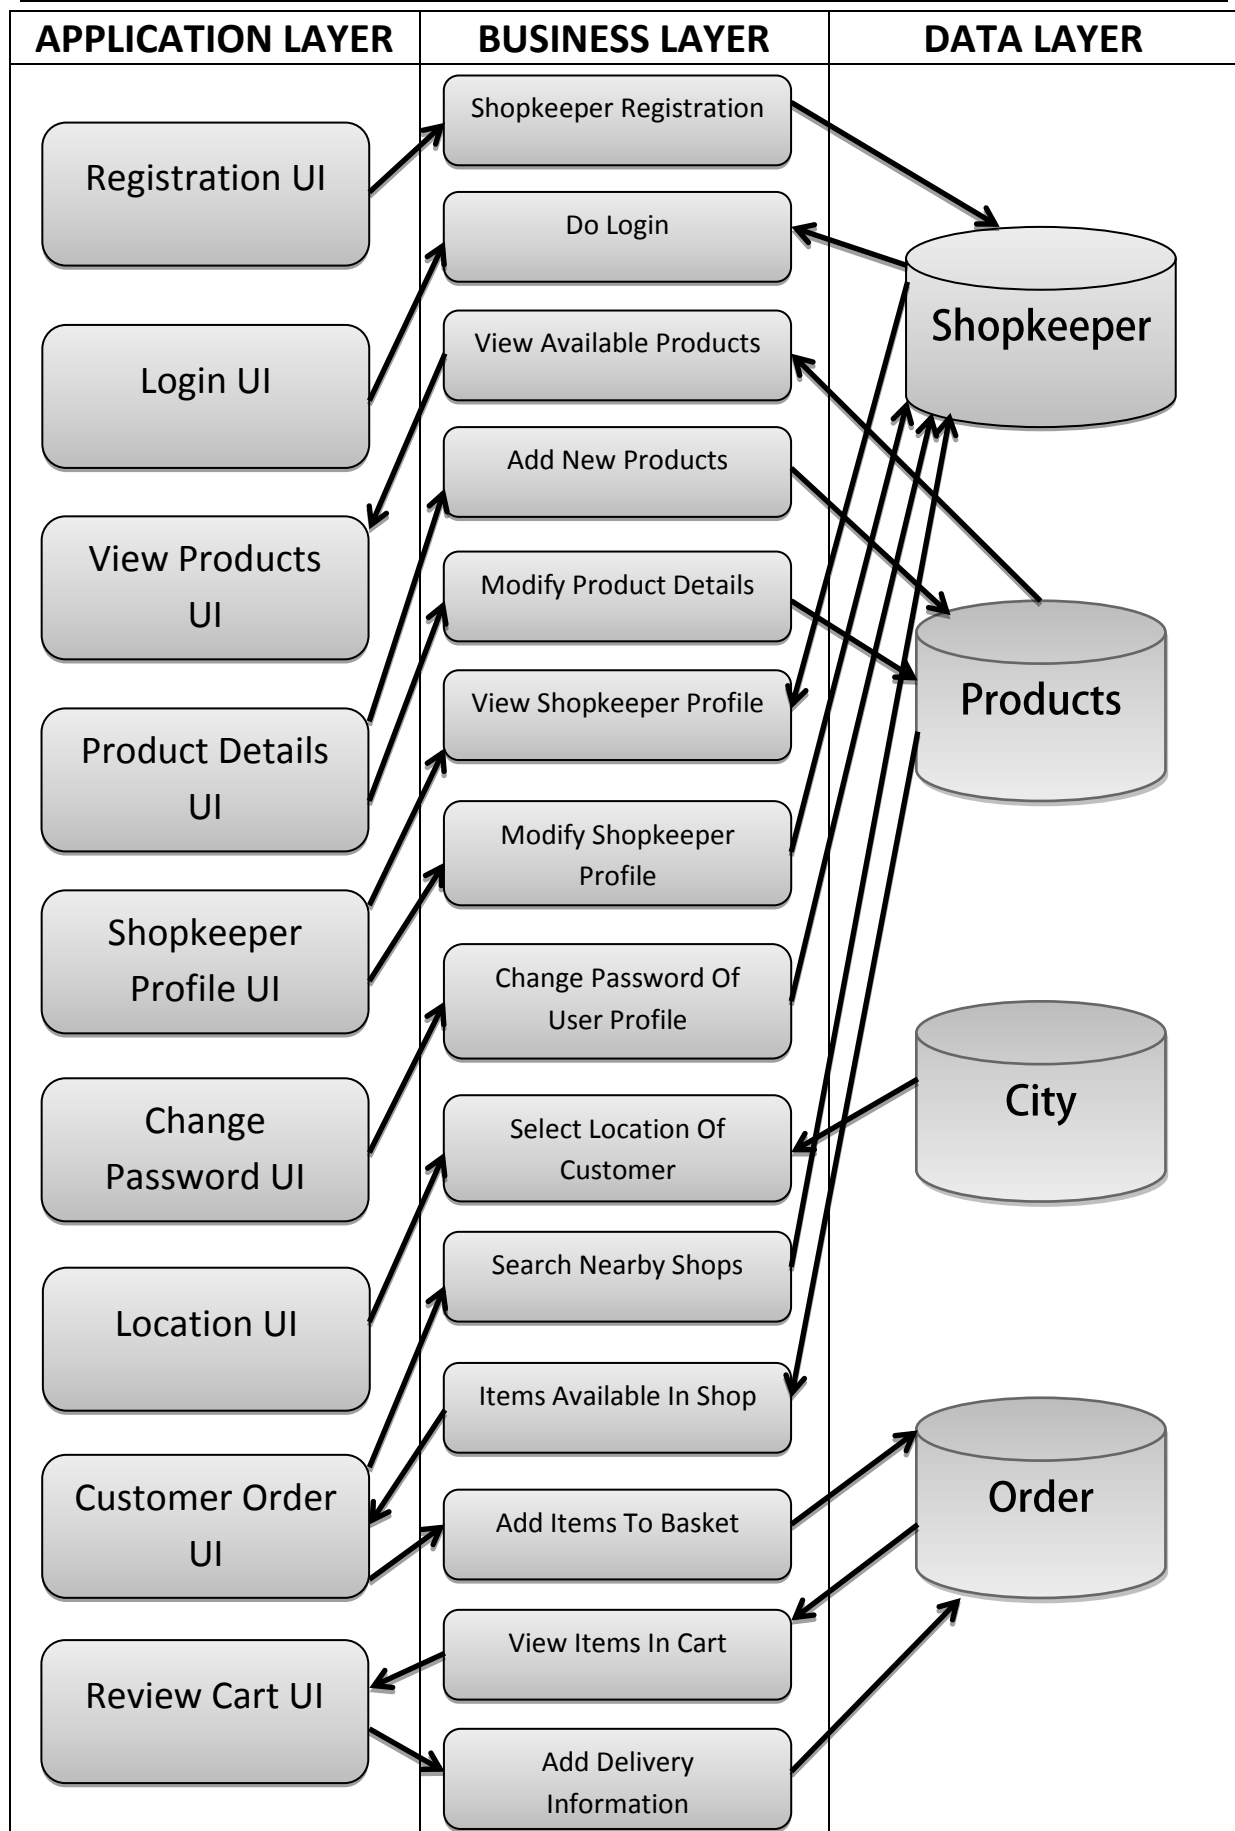 APPLICATION LAYER
BUSINESS LAYER
DATA LAYER
Registration UI
Login UI
View Products
UI
Product Details
UI
Shopkeeper
Profile UI
Change
Password UI
Location UI
Customer Order
UI
Review Cart UI
Shopkeeper Registration
Do Login
View Available Products
Add New Products
Modify Product Details
View Shopkeeper Profile
Modify Shopkeeper
Profile
Change Password Of
User Profile
Select Location Of
Customer
Search Nearby Shops
Items Available In Shop
Add Items To Basket
View Items In Cart
Add Delivery
Information
Shopkeeper
Products
City
Order